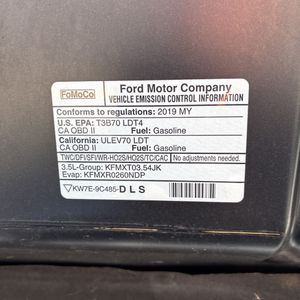 FoMoCo
Ford Motor Company
VEHICLE EMISSION CONTROL INFORMATION
Conforms to regulations: 2019 MY
U.S. EPA: T3B70 LDT4
CA OBD II Fuel: Gasoline
California: ULEV70 LDT
CA OBD II Fuel: Gasoline
TWC/DFI/SFI/WR-HO2S/HO2S/TC/CAC No adjustments needed.
3.5L-Group: KFMXT03.54JK
Evap: KFMXR0260NDP
KW7E-9C485-DLS